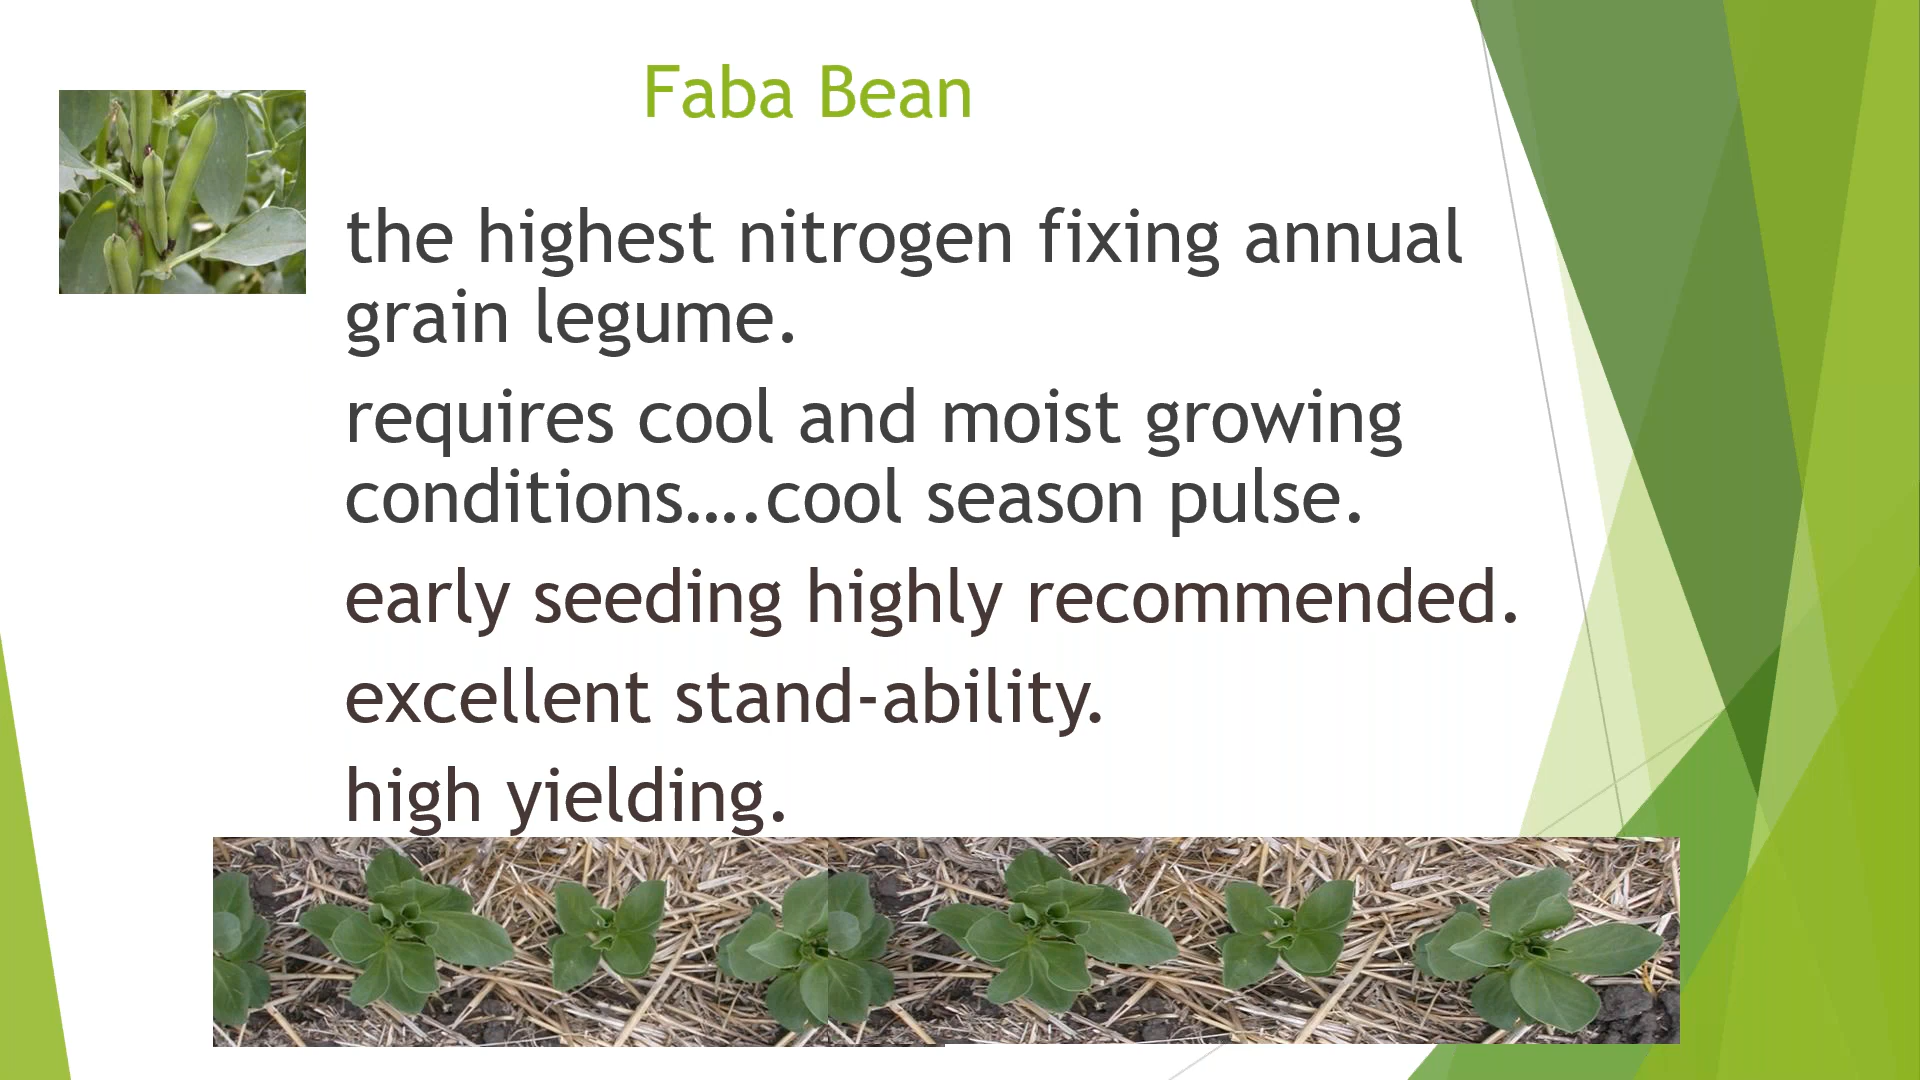 Faba Bean
the highest nitrogen fixing annual
grain legume.
requires cool and moist growing
conditions….cool season pulse.
early seeding highly recommended.
excellent stand-ability.
high yielding.